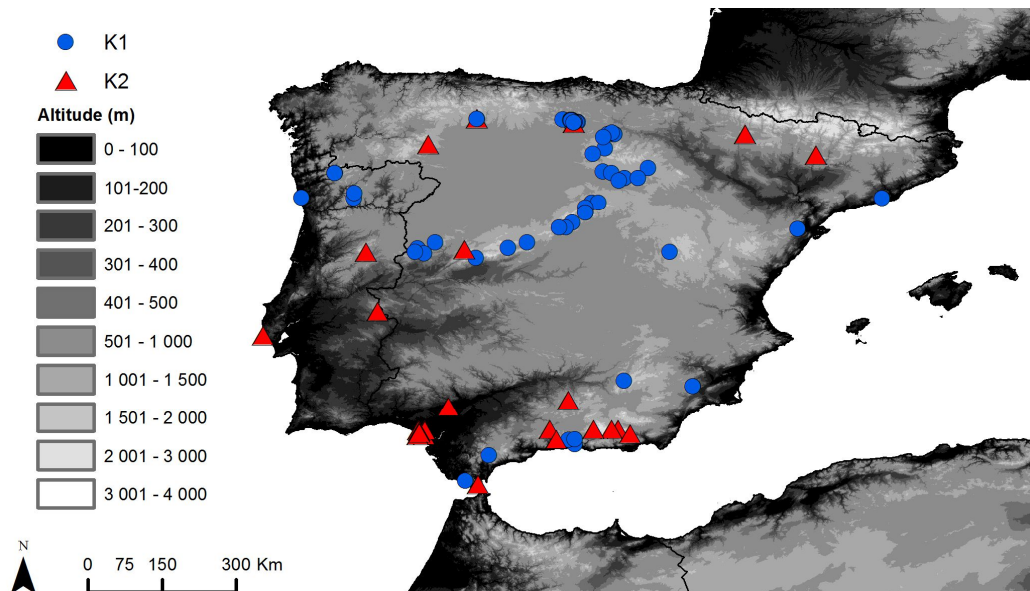 K1
K2
Altitude (m)
0 - 100
101-200
201 - 300
301 - 400
401 - 500
501 - 1 000
1 001 - 1 500
1 501 - 2 000
2 001 - 3 000
3 001 - 4 000
N
0 75 150 300 Km